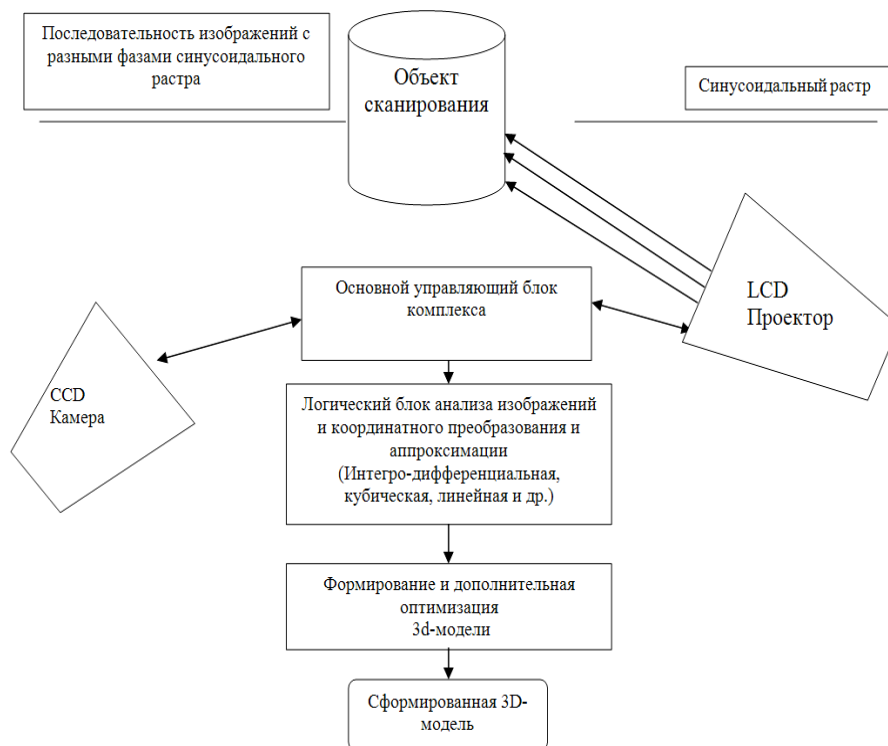 Последовательность изображений с
разными фазами синусоидального
растра
Объект
сканирования
Синусоидальный растр
Основной управляющий блок
комплекса
LCD
Проектор
CCD
Камера
Логический блок анализа изображений
и координатного преобразования и
аппроксимации
(Интегро-дифференциальная,
кубическая, линейная и др.)
Формирование и дополнительная
оптимизация
3d-модели
Сформированная 3D-
модель